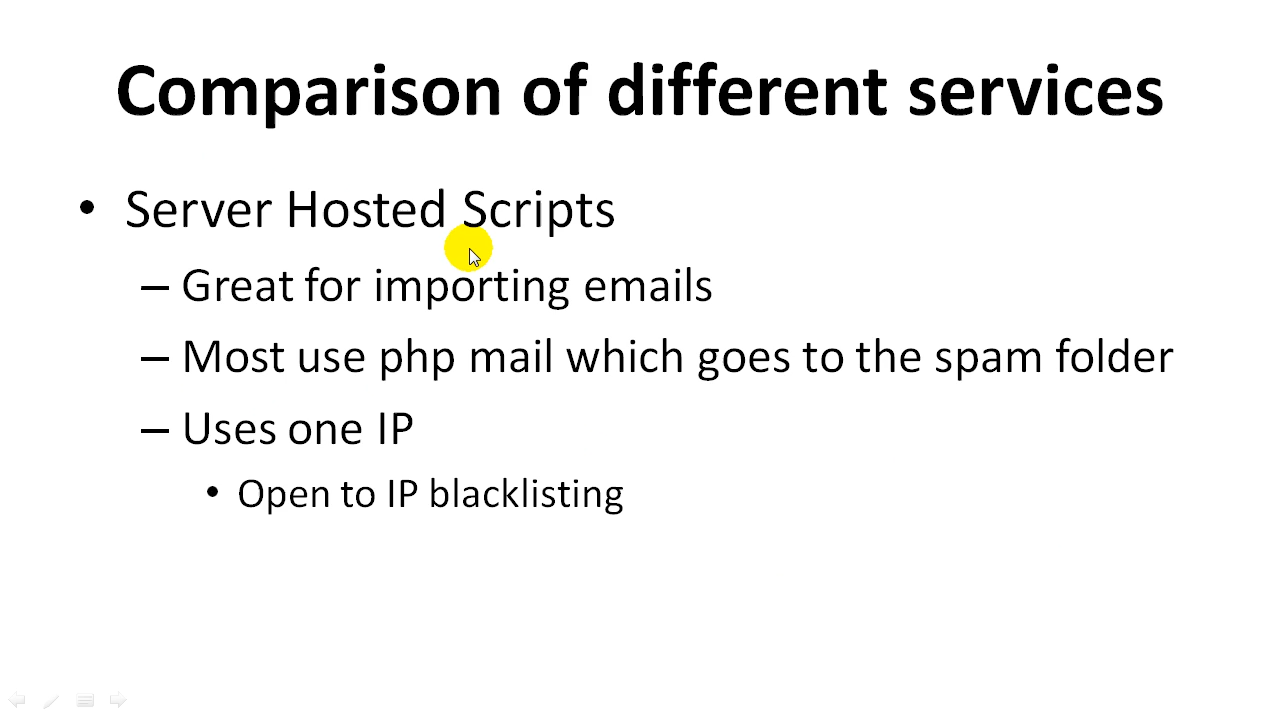 Comparison of different services
• Server Hosted Scripts
– Great for importing emails
– Most use php mail which goes to the spam folder
– Uses one IP
• Open to IP blacklisting